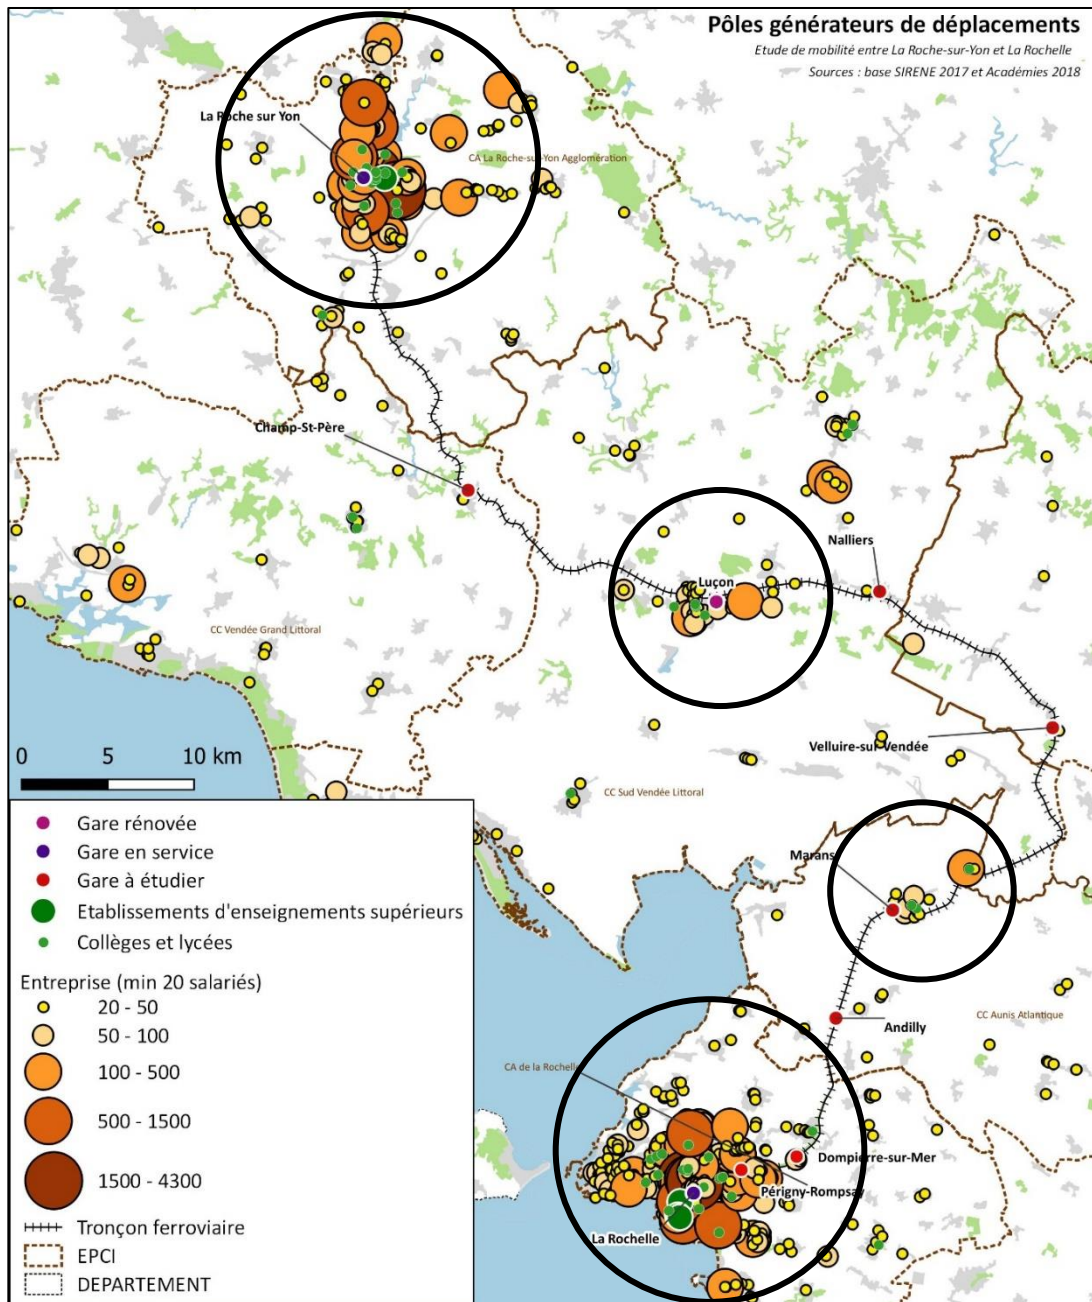 Pôles générateurs de déplacements
Etude de mobilité entre La Roche-sur-Yon et La Rochelle
Sources : base SIRENE 2017 et Académies 2018
La Roche sur Yon
CA La Roche-sur-Yon Agglomération
Champ-St-Père
Nalliers
Luçon
CC Vendée Grand Littoral
Velluire-sur-Vendée
0 5 10 km
CC Sud Vendée Littoral
Marans
Gare rénovée
Gare en service
Gare à étudier
Etablissements d'enseignements supérieurs
Collèges et lycées
Entreprise (min 20 salariés)
20 - 50
50 - 100
100 - 500
500 - 1500
1500 - 4300
Tronçon ferroviaire
EPCI
DEPARTEMENT
CC Aunis Atlantique
Andilly
CA de la Rochelle
Dompierre-sur-Mer
Périgny-Rompsay
La Rochelle